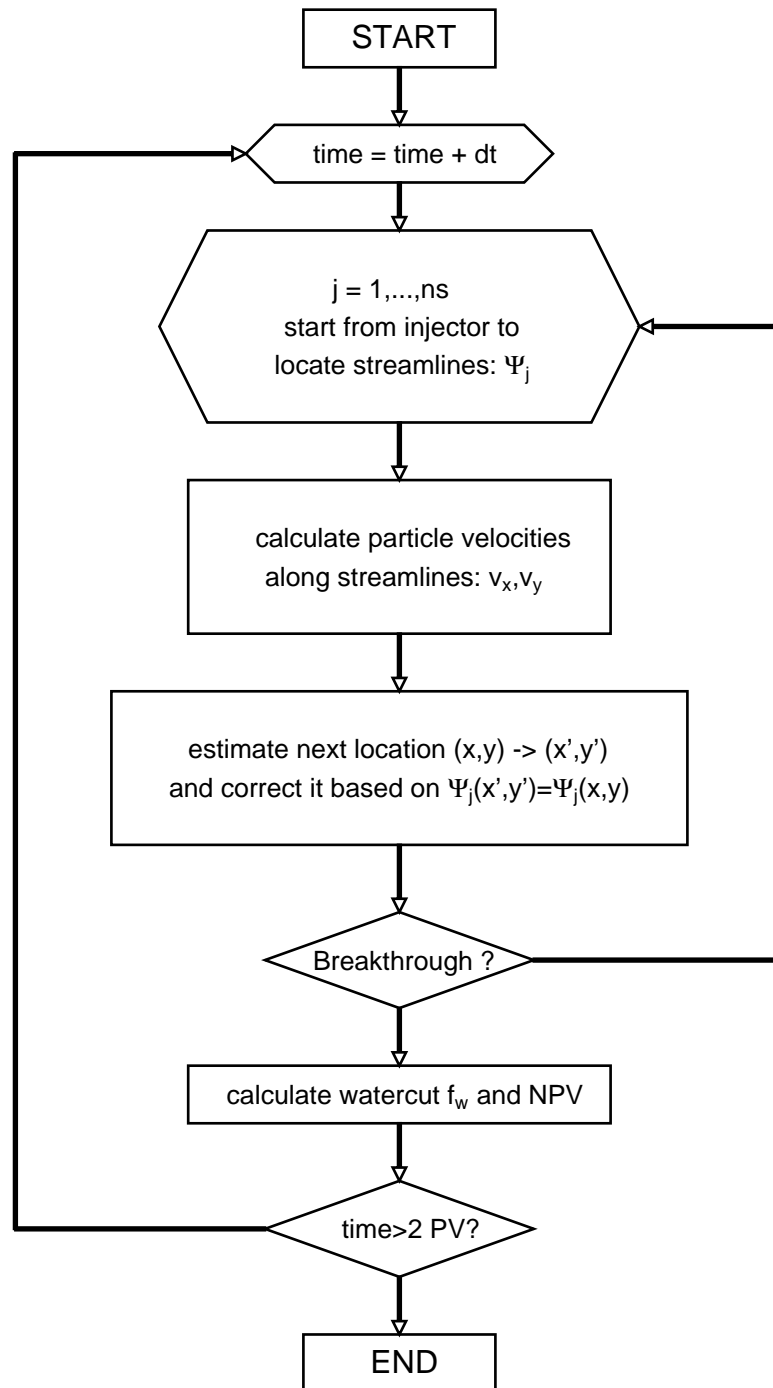 START
time = time + dt
j = 1,...,ns
start from injector to
locate streamlines: Ψj
calculate particle velocities
along streamlines: vx,vy
estimate next location (x,y) -> (x’,y’)
and correct it based on Ψj(x’,y’)=Ψj(x,y)
Breakthrough ?
calculate watercut fw and NPV
time>2 PV?
END